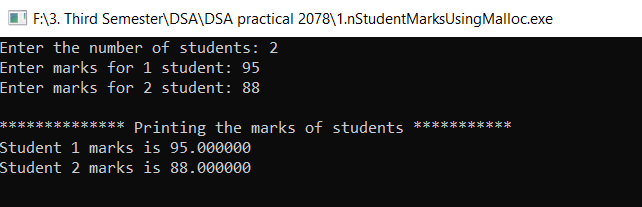 F:\3. Third Semester\DSA\DSA practical 2078\1.nStudentMarksUsingMalloc.exe
Enter the number of students: 2
Enter marks for 1 student: 95
Enter marks for 2 student: 88
************** Printing the marks of students ***********
Student 1 marks is 95.000000
Student 2 marks is 88.000000